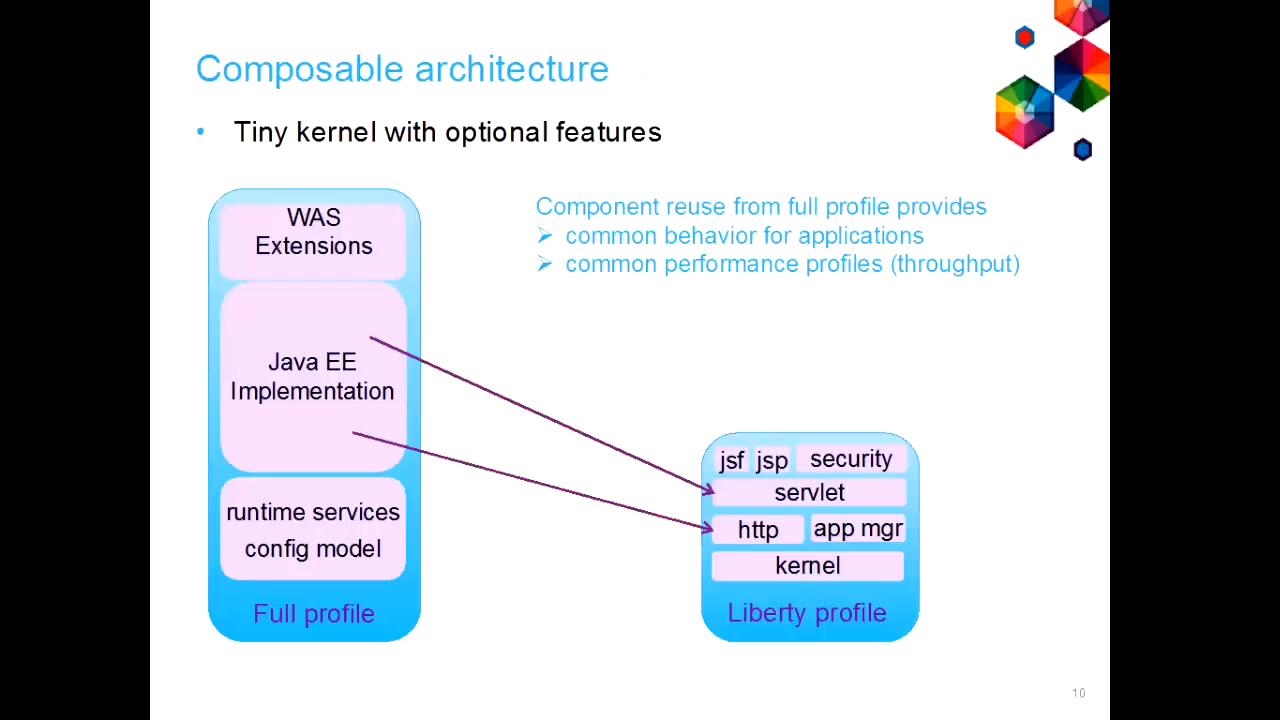 Composable architecture
• Tiny kernel with optional features
WAS
Extensions
Java EE
Implementation
runtime services
config model
Full profile
Component reuse from full profile provides
➢ common behavior for applications
➢ common performance profiles (throughput)
jsf jsp security
servlet
http app mgr
kernel
Liberty profile
10